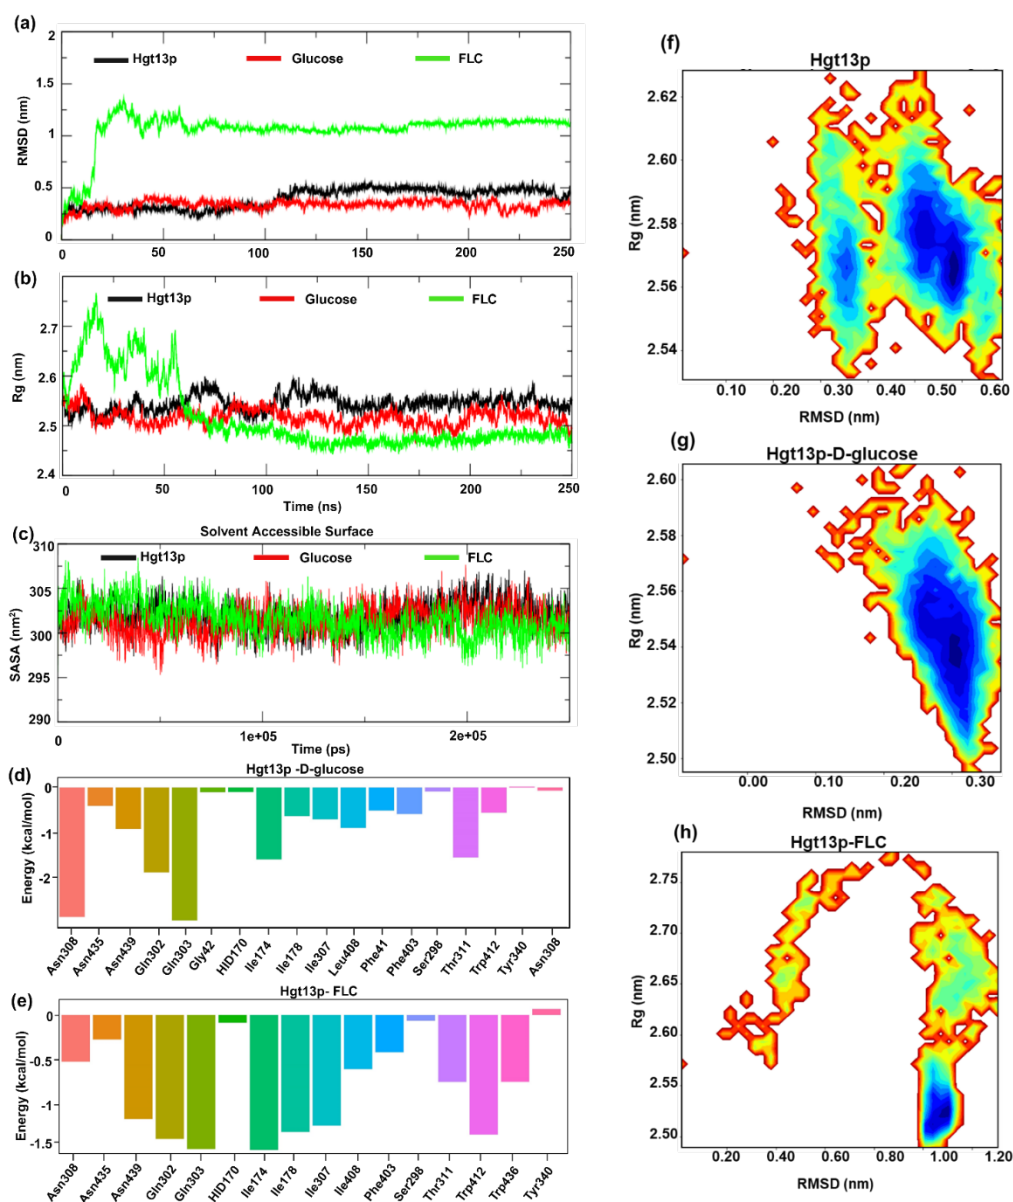 (a)
2
1.5
1
0.5
0
RMSD (nm)
Hgt13p Glucose FLC
0 50 100 150 200 250
(b)
2.7
2.6
2.5
2.4
Rg (nm)
Hgt13p Glucose FLC
0 50 100 150 200 250
Time (ns)
(c)
Solvent Accessible Surface
310
305
300
295
290
SASA (nm²)
Hgt13p Glucose FLC
0 1e+05 2e+05
Time (ps)
(d)
Hgt13p -D-glucose
0
-1
-2
Energy (kcal/mol)
Asn308 Asn435 Asn439 Gln302 Gln303 Gly42 HID170 Ile174 Ile178 Ile307 Leu408 Phe41 Phe403 Ser298 Thr311 Trp412 Tyr340 Asn308
(e)
Hgt13p- FLC
0
-0.5
-1
-1.5
Energy (kcal/mol)
Asn308 Asn435 Asn439 Gln302 Gln303 HID170 Ile174 Ile178 Ile307 Ile408 Phe403 Ser298 Thr311 Trp412 Trp436 Tyr340
(f)
Hgt13p
2.62
2.60
2.58
2.56
2.54
Rg (nm)
0.10 0.20 0.30 0.40 0.50 0.60
RMSD (nm)
(g)
Hgt13p-D-glucose
2.60
2.56
2.54
2.52
2.50
Rg (nm)
0.00 0.10 0.20 0.30
RMSD (nm)
(h)
Hgt13p-FLC
2.75
2.70
2.60
2.55
2.50
Rg (nm)
0.20 0.40 0.60 0.80 1.00 1.20
RMSD (nm)